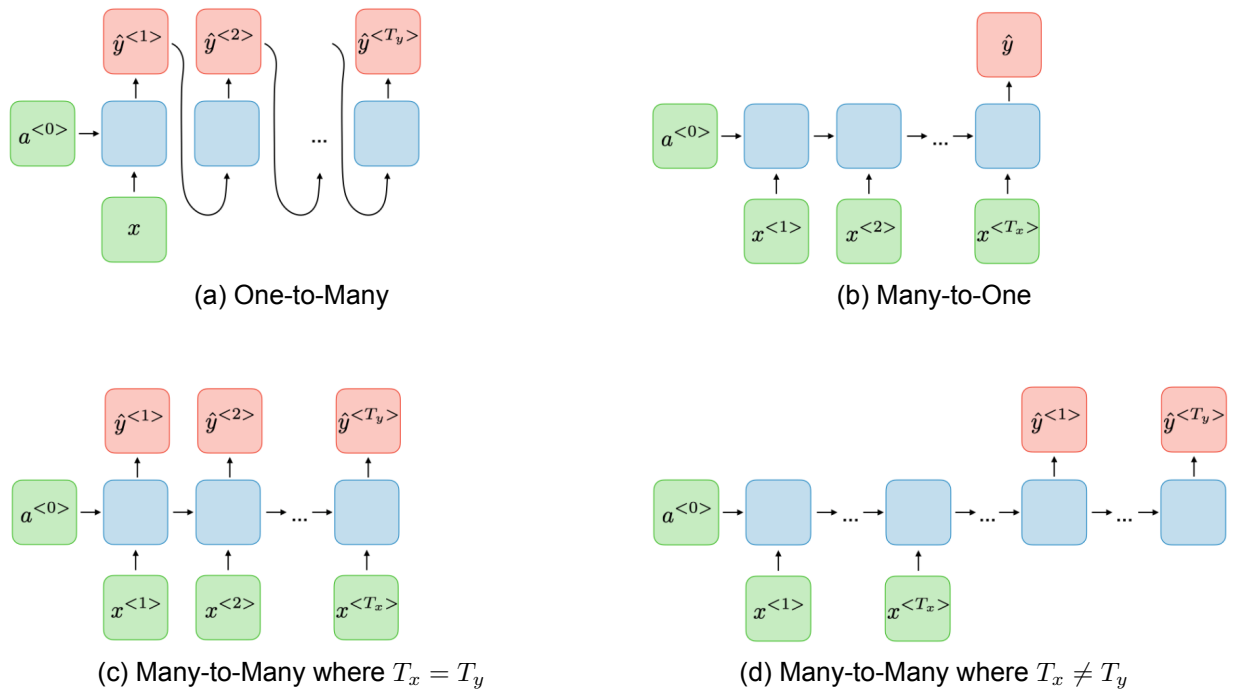 ŷ<1> ŷ<2> ŷ<Ty>
a<0> ...
x
(a) One-to-Many
ŷ
a<0> ...
x<1> x<2> x<Tx>
(b) Many-to-One
ŷ<1> ŷ<2> ŷ<Ty>
a<0> ...
x<1> x<2> x<Tx>
(c) Many-to-Many where Tx = Ty
ŷ<1> ŷ<Ty>
a<0> ... ... ...
x<1> x<Tx>
(d) Many-to-Many where Tx ≠ Ty